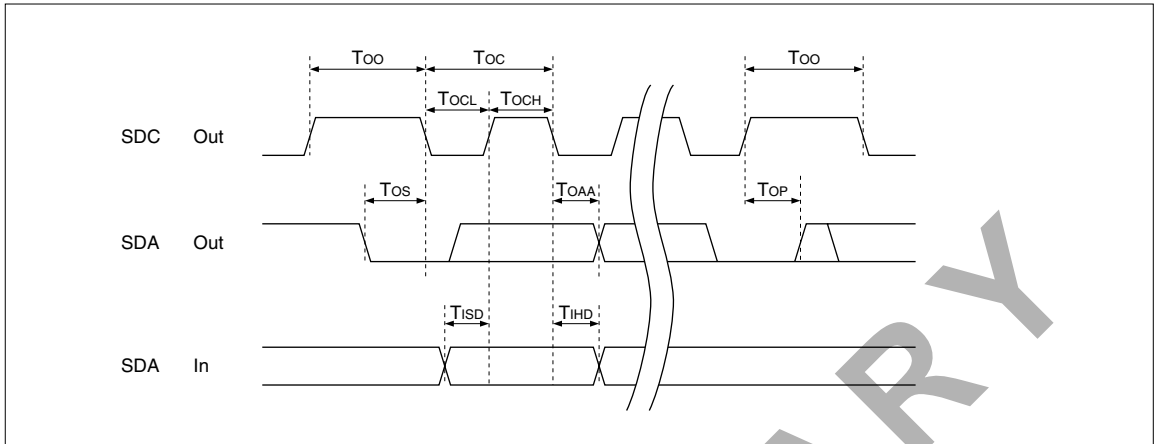 Too Toc Too
TOCL TOCH
SDC Out
Tos TOAA TOP
SDA Out
TISD TIHD
SDA In
RY